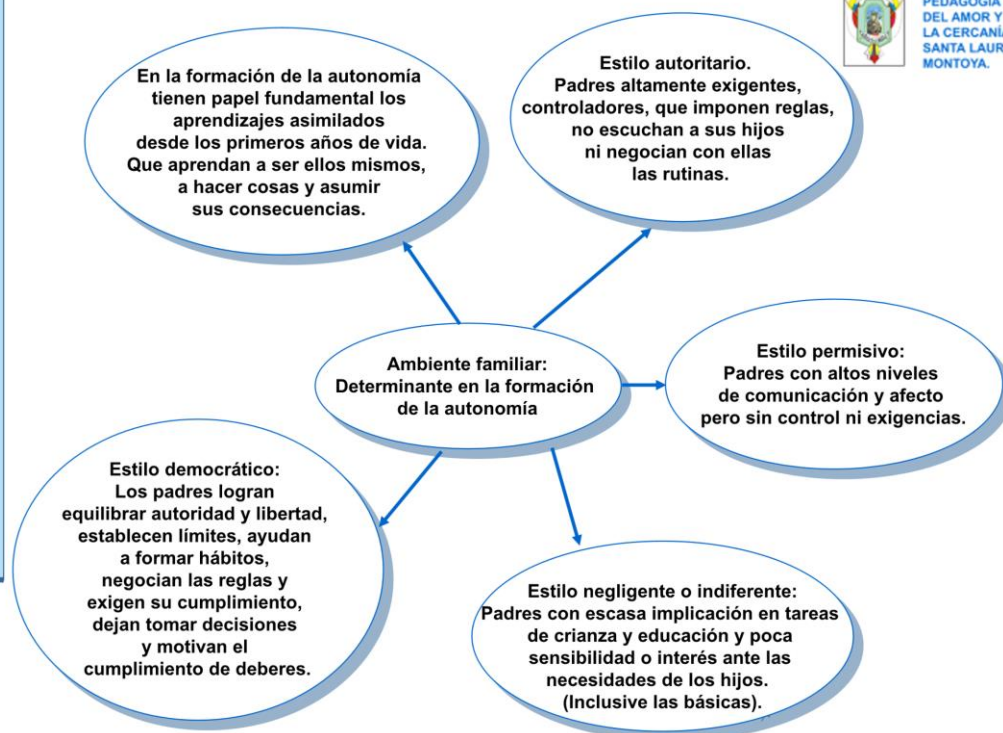 PEDAGOGÍA
DEL AMOR Y
LA CERCANÍA
SANTA LAUR
MONTOYA.
En la formación de la autonomía
tienen papel fundamental los
aprendizajes asimilados
desde los primeros años de vida.
Que aprendan a ser ellos mismos,
a hacer cosas y asumir
sus consecuencias.
Estilo autoritario.
Padres altamente exigentes,
controladores, que imponen reglas,
no escuchan a sus hijos
ni negocian con ellas
las rutinas.
Ambiente familiar:
Determinante en la formación
de la autonomía
Estilo permisivo:
Padres con altos niveles
de comunicación y afecto
pero sin control ni exigencias.
Estilo democrático:
Los padres logran
equilibrar autoridad y libertad,
establecen límites, ayudan
a formar hábitos,
negocian las reglas y
exigen su cumplimiento,
dejan tomar decisiones
y motivan el
cumplimiento de deberes.
Estilo negligente o indiferente:
Padres con escasa implicación en tareas
de crianza y educación y poca
sensibilidad o interés ante las
necesidades de los hijos.
(Inclusive las básicas).